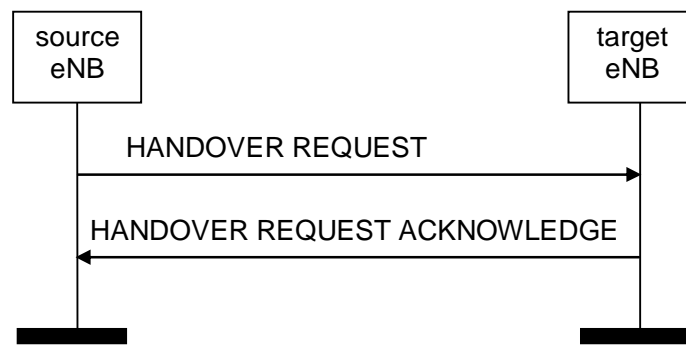 source
eNB
target
eNB
HANDOVER REQUEST
HANDOVER REQUEST ACKNOWLEDGE